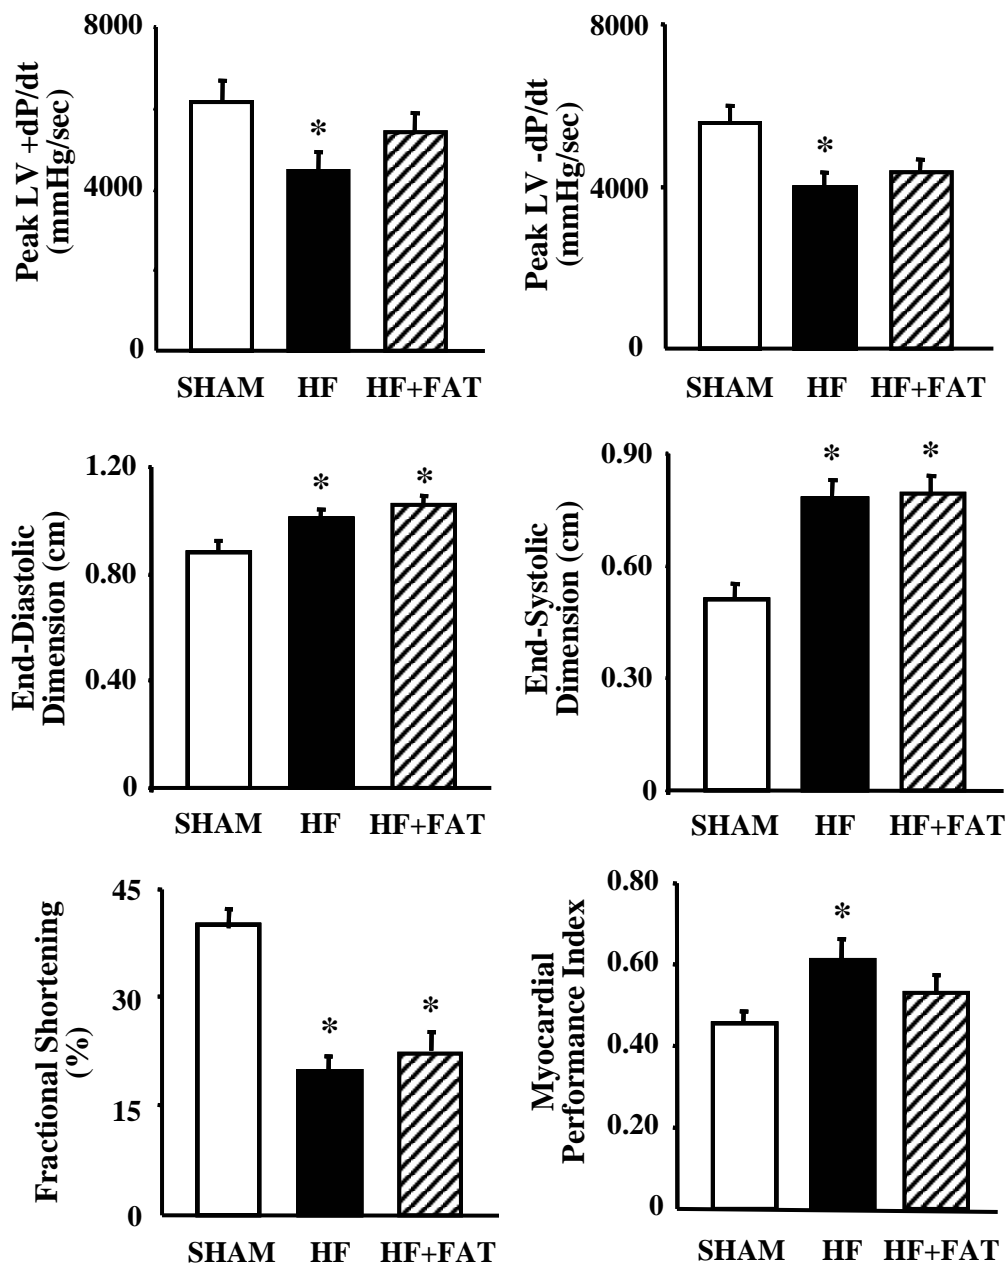 8000
4000
0
Peak LV +dP/dt
(mmHg/sec)
*
SHAM HF HF+FAT
8000
4000
0
Peak LV -dP/dt
(mmHg/sec)
*
SHAM HF HF+FAT
1.20
0.80
0.40
0
End-Diastolic
Dimension (cm)
* *
SHAM HF HF+FAT
0.90
0.60
0.30
0
End-Systolic
Dimension (cm)
* *
SHAM HF HF+FAT
45
30
15
0
Fractional Shortening
(%)
* *
SHAM HF HF+FAT
0.80
0.60
0.40
0.20
0
Myocardial
Performance Index
*
SHAM HF HF+FAT